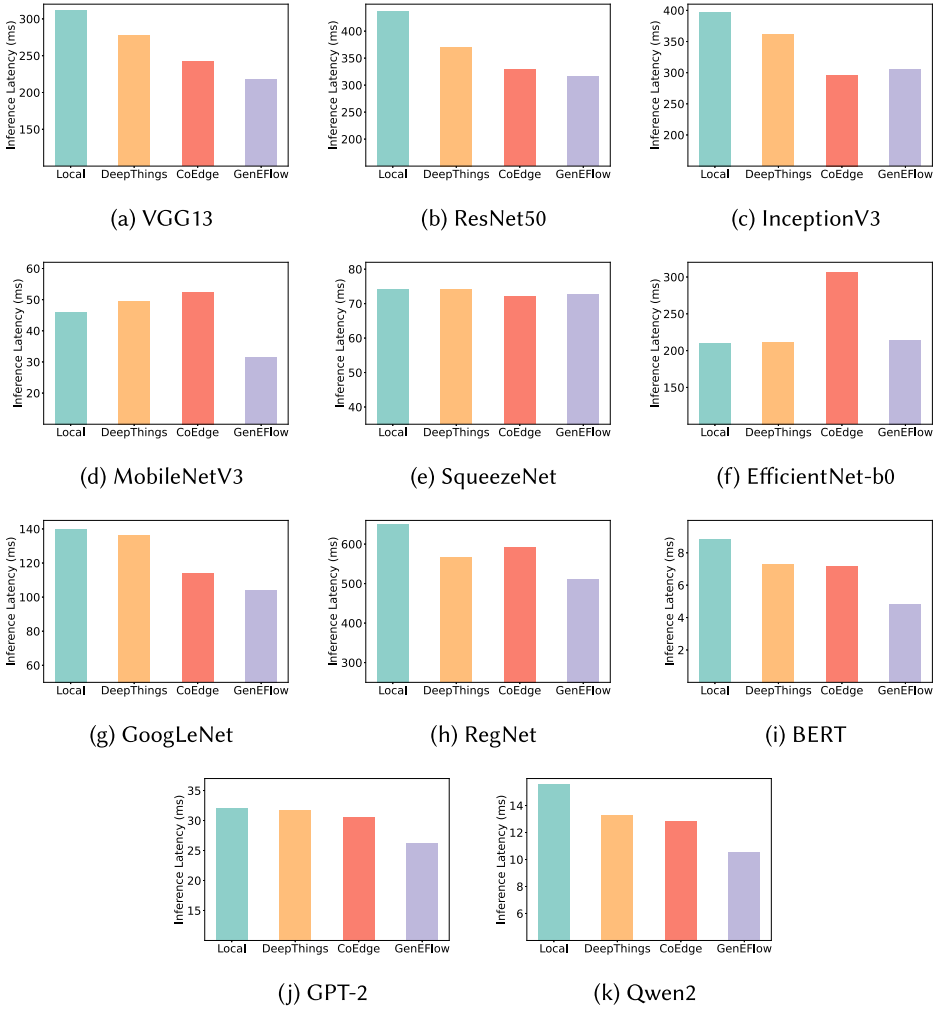 Inference Latency (ms)
300
250
200
150
Local DeepThings CoEdge GenEFlow
(a) VGG13
Inference Latency (ms)
400
350
300
250
200
Local DeepThings CoEdge GenEFlow
(b) ResNet50
Inference Latency (ms)
400
350
300
250
200
Local DeepThings CoEdge GenEFlow
(c) InceptionV3
Inference Latency (ms)
60
50
40
30
20
Local DeepThings CoEdge GenEFlow
(d) MobileNetV3
Inference Latency (ms)
80
70
60
50
40
Local DeepThings CoEdge GenEFlow
(e) SqueezeNet
Inference Latency (ms)
300
250
200
150
Local DeepThings CoEdge GenEFlow
(f) EfficientNet-b0
Inference Latency (ms)
140
120
100
80
60
Local DeepThings CoEdge GenEFlow
(g) GoogLeNet
Inference Latency (ms)
600
500
400
300
Local DeepThings CoEdge GenEFlow
(h) RegNet
Inference Latency (ms)
8
6
4
2
Local DeepThings CoEdge GenEFlow
(i) BERT
Inference Latency (ms)
35
30
25
20
15
Local DeepThings CoEdge GenEFlow
(j) GPT-2
Inference Latency (ms)
14
12
10
8
6
Local DeepThings CoEdge GenEFlow
(k) Qwen2